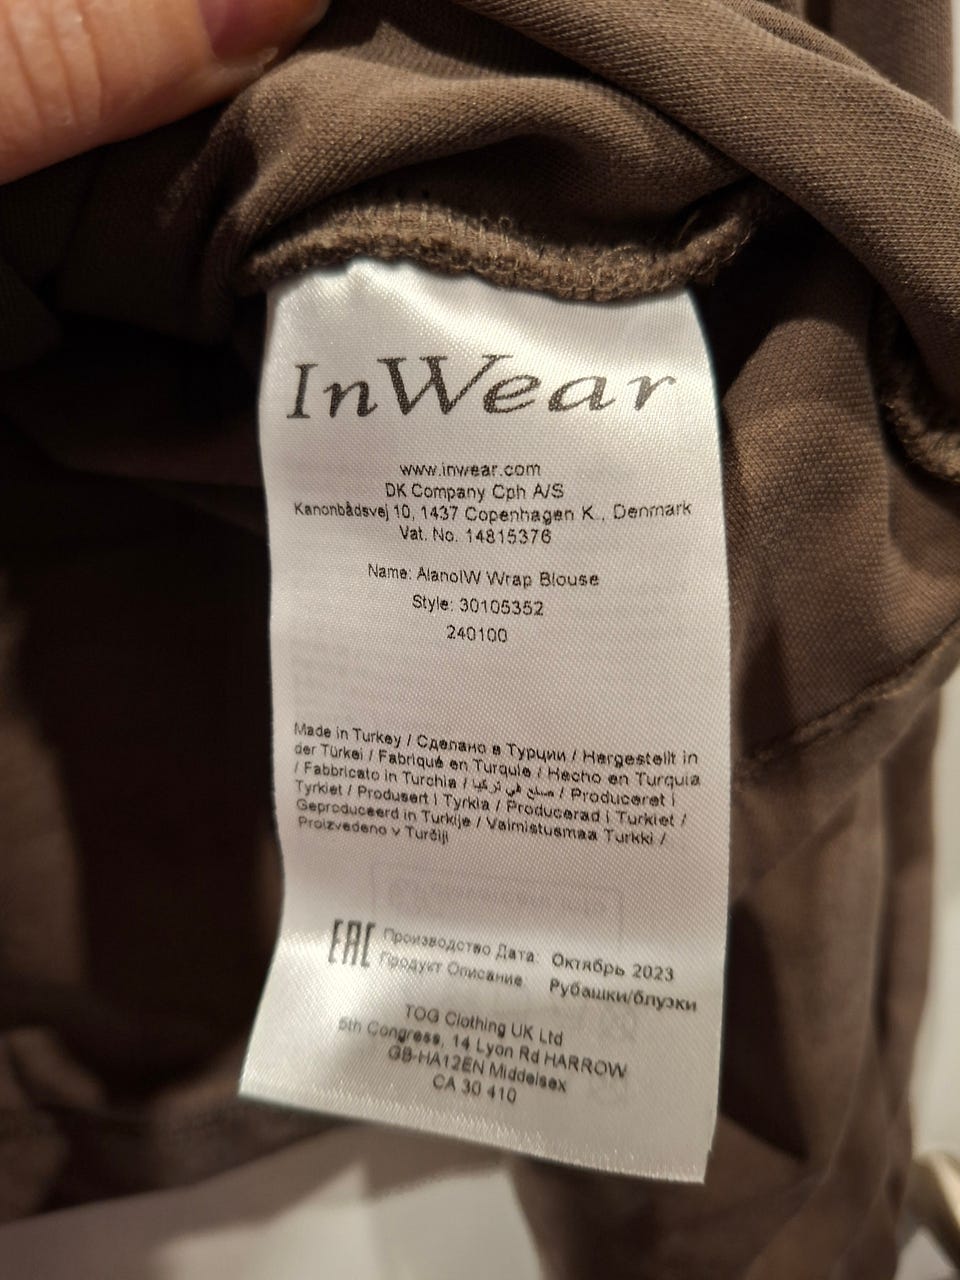 InWear
www.inwear.com
DK Company Cph A/S
Kanonbådsvej 10, 1437 Copenhagen K., Denmark
Vat. No. 14815376
Name: AlanoIW Wrap Blouse
Style: 30105352
240100
Made in Turkey / Сделано в Турции / Hergestellt in
der Türkei / Fabriqué en Turquie / Hecho en Turquia
/ Fabbricato in Turchia / صنع في تركيا / Produceret i
Tyrkiet / Produsert i Tyrkia / Producerad i Turkiet /
Geproduceerd in Turkije / Valmistusmaa Turkki /
Proizvedeno v Turčiji
EAC Производство Дата: Октябрь 2023
Продукт Описание Рубашки/блузки
TOG Clothing UK Ltd
5th Congress, 14 Lyon Rd HARROW
GB-HA12EN Middelsex
CA 30 410